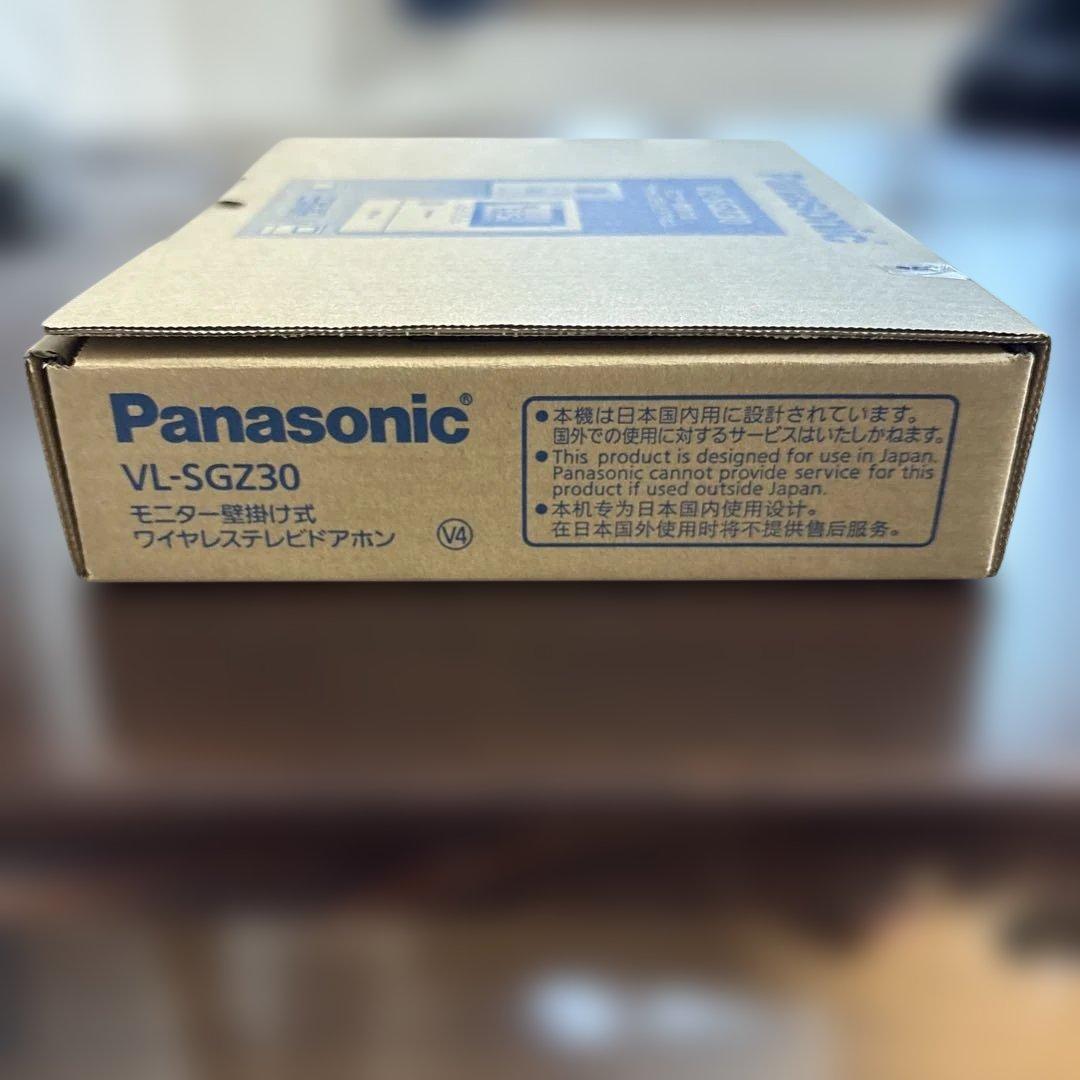 Panasonic
Panasonic®
VL-SGZ30
モニター壁掛け式
ワイヤレステレビドアホン
V4
●本機は日本国内用に設計されています。
国外での使用に対するサービスはいたしかねます。
●This product is designed for use in Japan.
Panasonic cannot provide service for this
product if used outside Japan.
●本机专为日本国内使用设计。
在日本国外使用时将不提供售后服务。